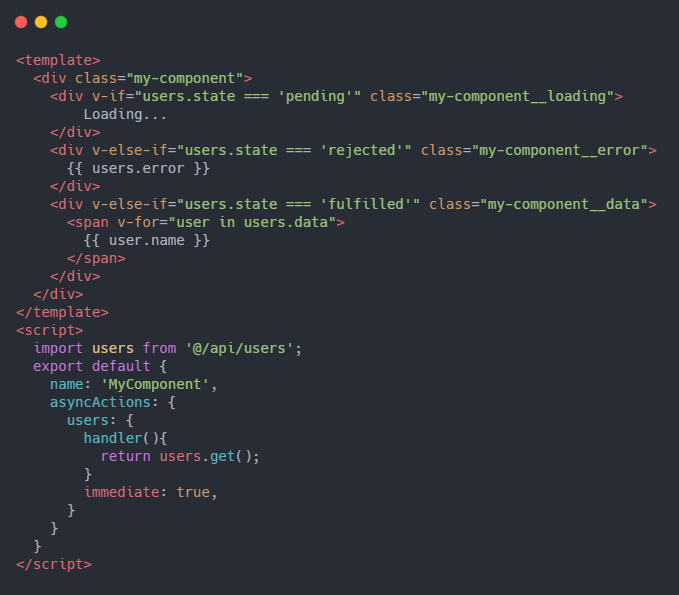 <template>
  <div class="my-component">
    <div v-if="users.state === 'pending'" class="my-component__loading">
        Loading...
    </div>
    <div v-else-if="users.state === 'rejected'" class="my-component__error">
      {{ users.error }}
    </div>
    <div v-else-if="users.state === 'fulfilled'" class="my-component__data">
      <span v-for="user in users.data">
        {{ user.name }}
      </span>
    </div>
  </div>
</template>
<script>
  import users from '@/api/users';
  export default {
    name: 'MyComponent',
    asyncActions: {
      users: {
        handler(){
          return users.get();
        }
        immediate: true,
      }
    }
  }
</script>